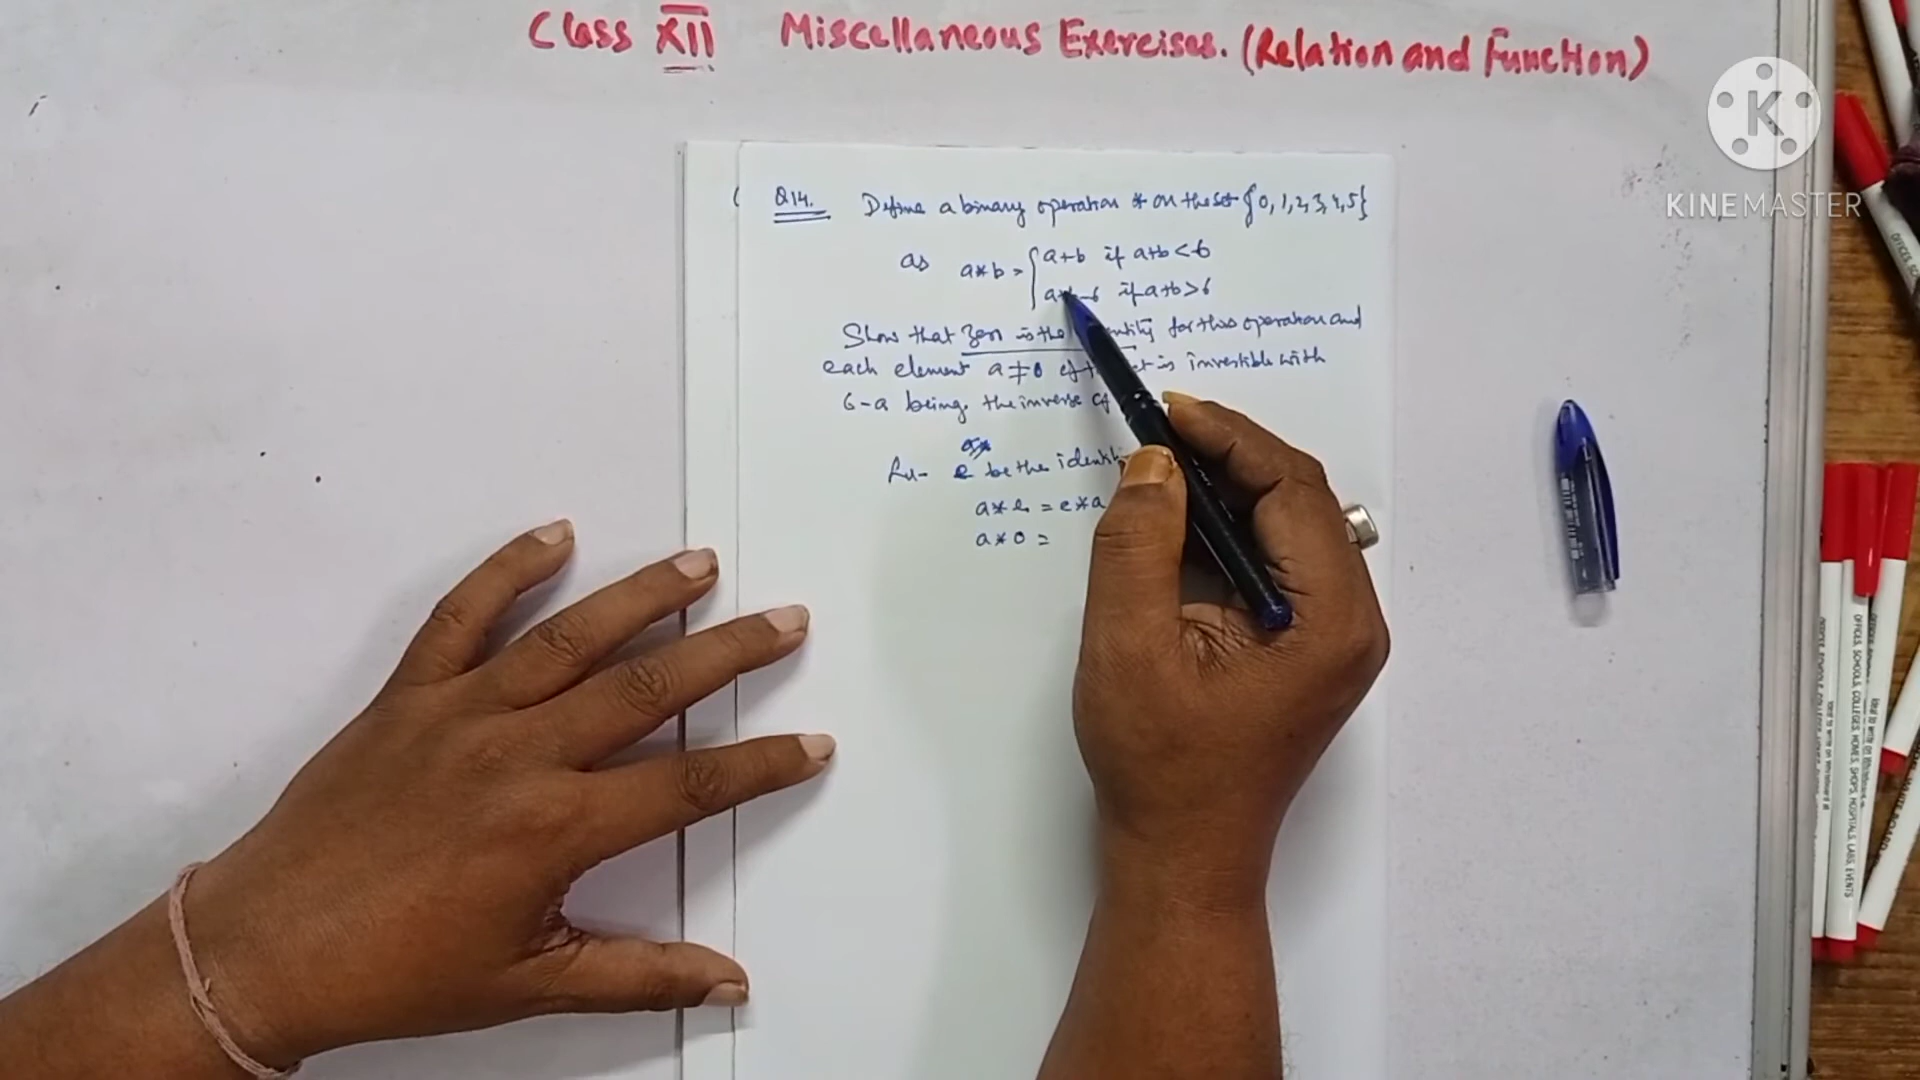 Class XII Miscellaneous Exercises. (Relation and Function)
K
KINEMASTER
Q14. Define a binary operation * on the set {0, 1, 2, 3, 4, 5}
as a*b = { a+b if a+b < 6
a+b-6 if a+b > 6
Show that Zero is the identity for this operation and
each element a ≠ 0 of is invertible with
6-a being the inverse of
Let e be the
a*e = e*a
a*0 =